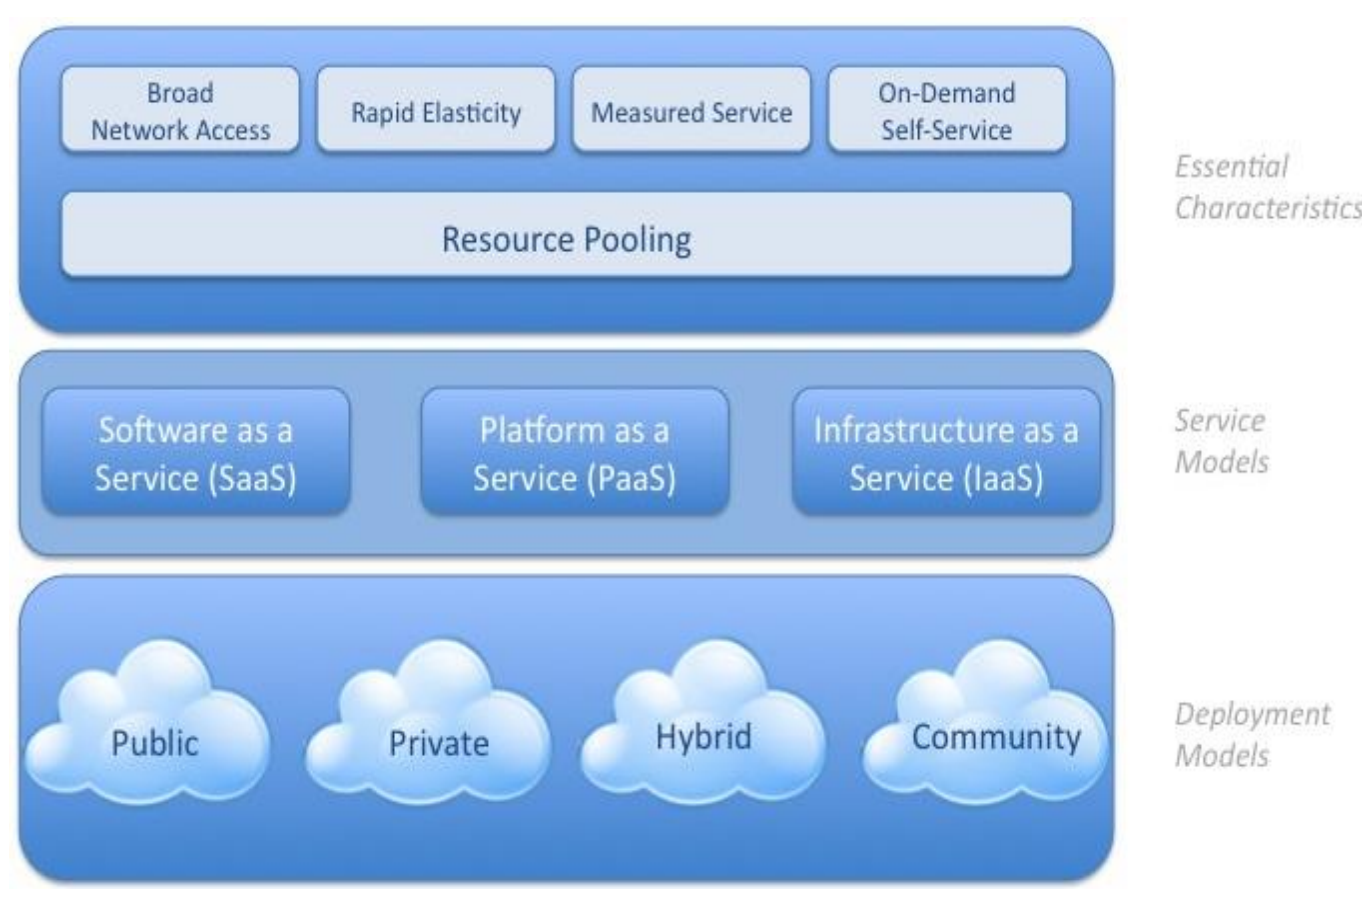 Broad
Network Access
Rapid Elasticity
Measured Service
On-Demand
Self-Service
Resource Pooling
Essential
Characteristics
Software as a
Service (SaaS)
Platform as a
Service (PaaS)
Infrastructure as a
Service (IaaS)
Service
Models
Public
Private
Hybrid
Community
Deployment
Models